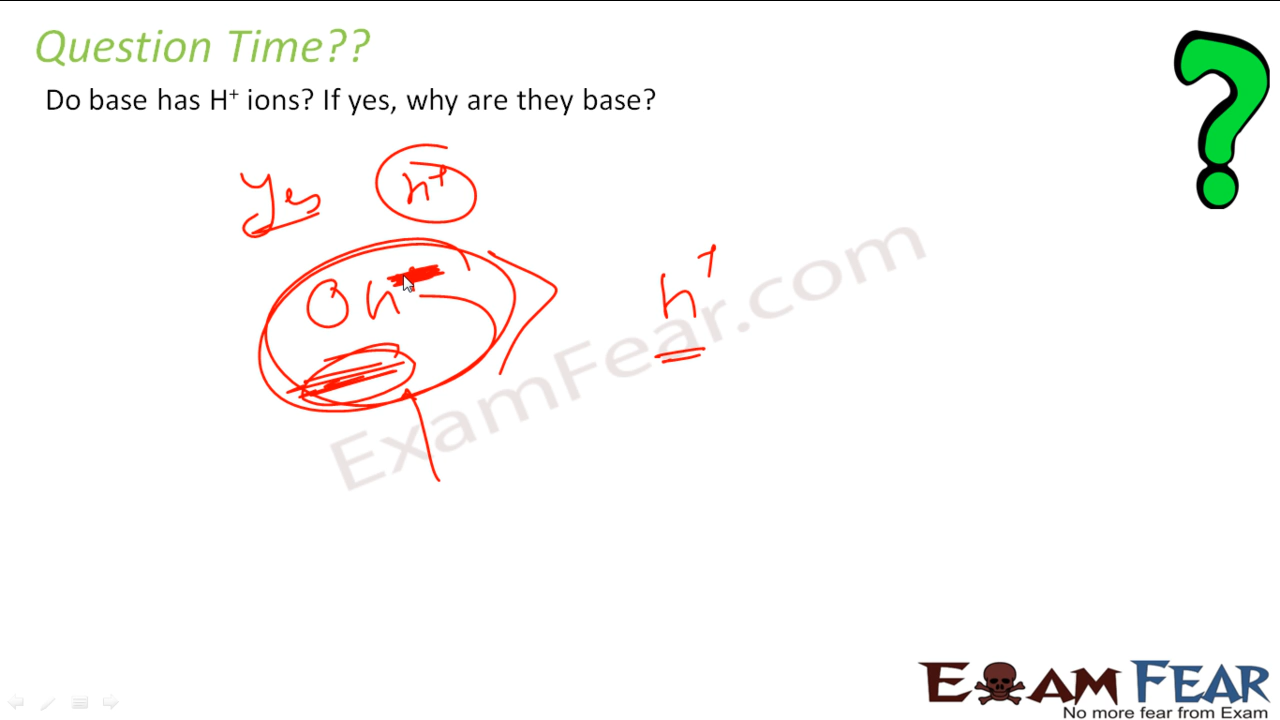 Question Time??
Do base has H⁺ ions? If yes, why are they base?
Yes h⁺
Oh⁻ > h⁺
ExamFear.com
EXAM FEAR
No more fear from Exam